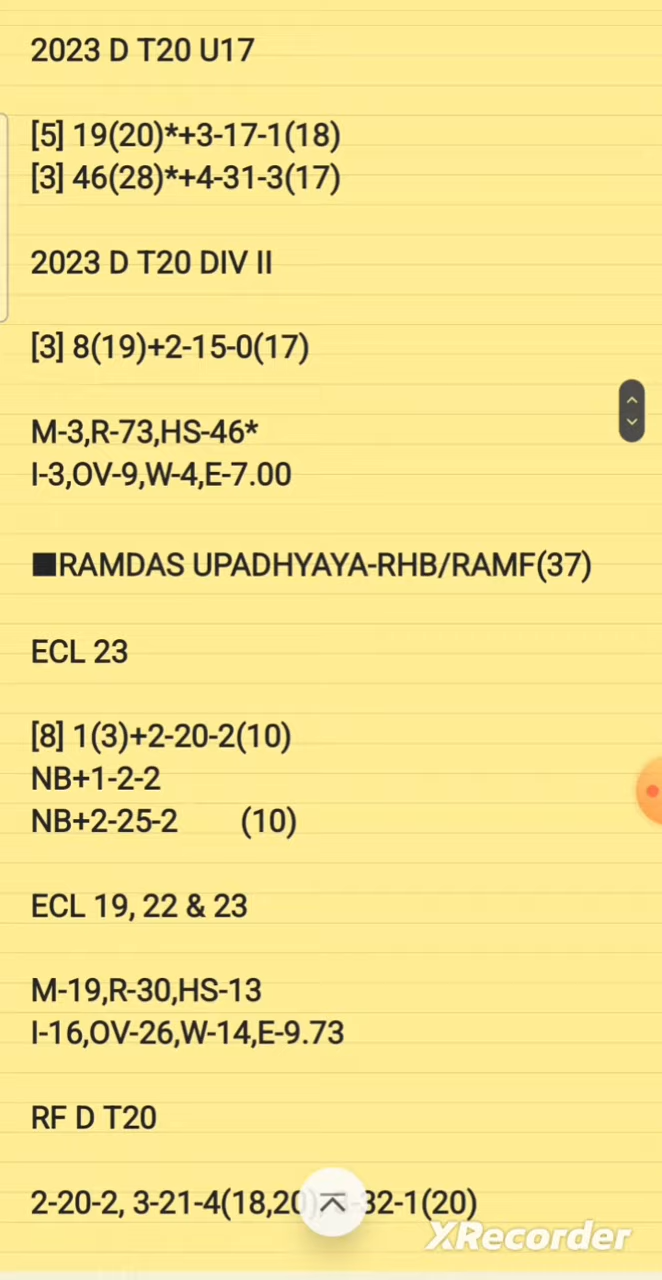 2023 D T20 U17
[5] 19(20)*+3-17-1(18)
[3] 46(28)*+4-31-3(17)
2023 D T20 DIV II
[3] 8(19)+2-15-0(17)
M-3,R-73,HS-46*
I-3,OV-9,W-4,E-7.00
■RAMDAS UPADHYAYA-RHB/RAMF(37)
ECL 23
[8] 1(3)+2-20-2(10)
NB+1-2-2
NB+2-25-2 (10)
ECL 19, 22 & 23
M-19,R-30,HS-13
I-16,OV-26,W-14,E-9.73
RF D T20
2-20-2, 3-21-4(18,20), -32-1(20)
XRecorder